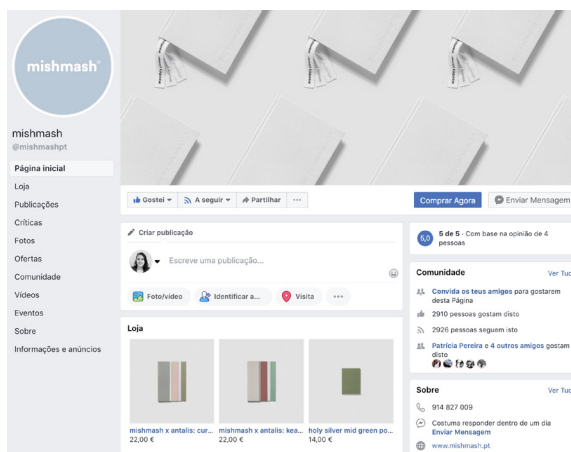 mishmash®
mishmash
@mishmashpt
Página inicial
Loja
Publicações
Críticas
Fotos
Ofertas
Comunidade
Vídeos
Eventos
Sobre
Informações e anúncios
Gostei
A seguir
Partilhar
Comprar Agora
Enviar Mensagem
Criar publicação
Escreve uma publicação...
Foto/vídeo
Identificar a...
Visita
Loja
mishmash x antalis: cur...
22,00 €
mishmash x antalis: kea...
22,00 €
holy silver mid green po...
14,00 €
5,0
5 de 5 · Com base na opinião de 4
pessoas
Comunidade
Ver Tud
Convida os teus amigos para gostarem
desta Página
2910 pessoas gostam disto
2926 pessoas seguem isto
Patrícia Pereira e 4 outros amigos gostam
disto
Sobre
Ver Tud
914 827 009
Costuma responder dentro de um dia
Enviar Mensagem
www.mishmash.pt